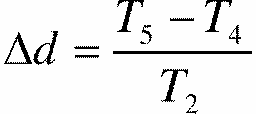 Δd = (T₅ − T₄) / T₂